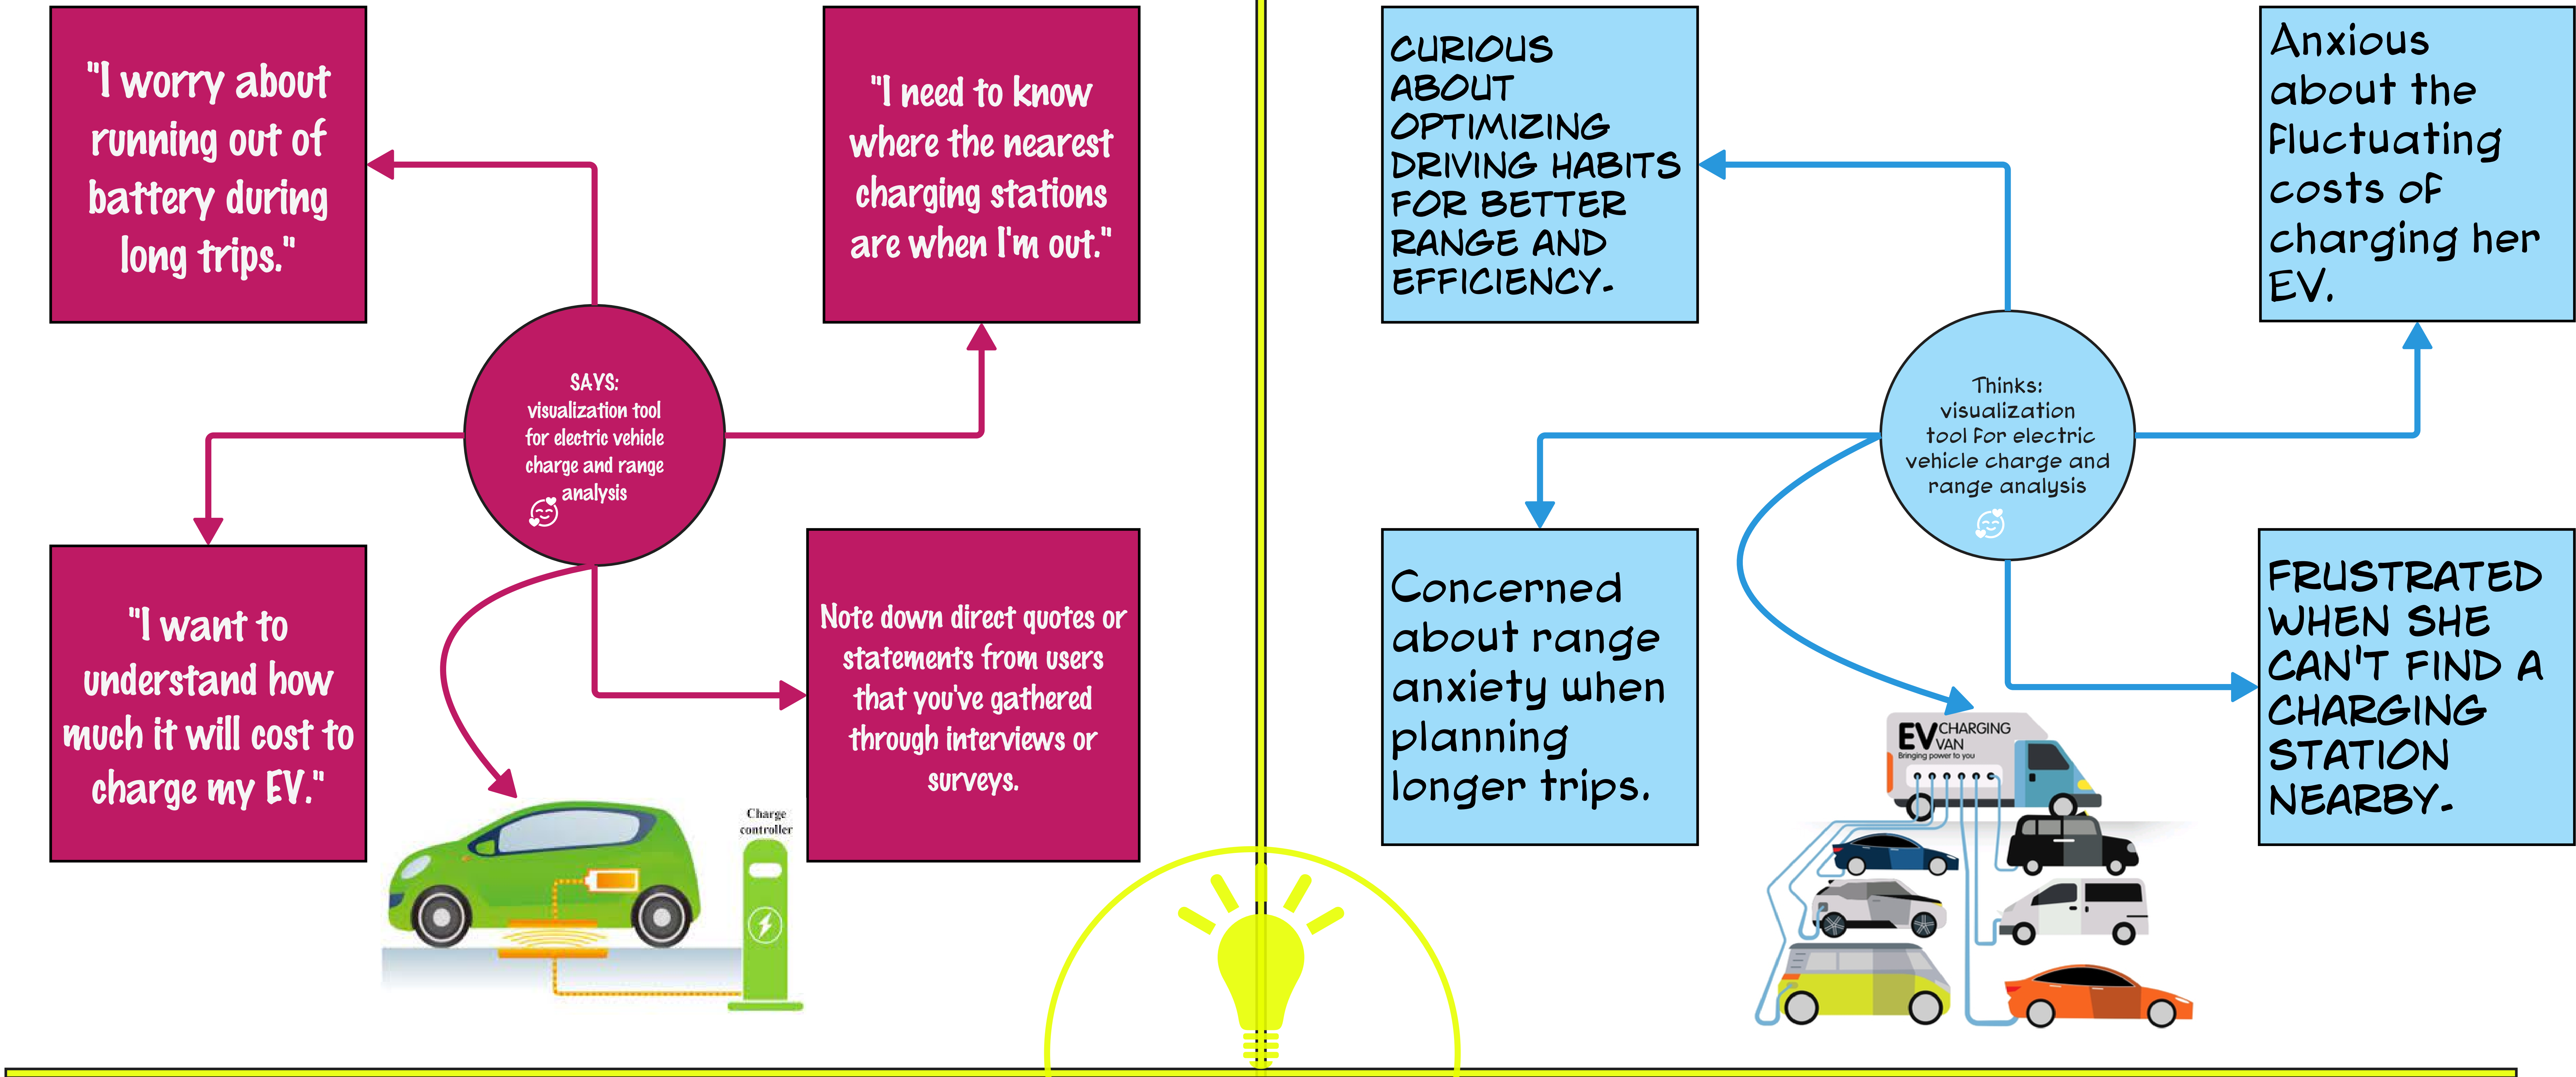 "I worry about
running out of
battery during
long trips."
"I need to know
where the nearest
charging stations
are when I'm out."
SAYS:
visualization tool
for electric vehicle
charge and range
analysis
"I want to
understand how
much it will cost to
charge my EV."
Note down direct quotes or
statements from users
that you've gathered
through interviews or
surveys.
Charge
controller
CURIOUS
ABOUT
OPTIMIZING
DRIVING HABITS
FOR BETTER
RANGE AND
EFFICIENCY.
Anxious
about the
fluctuating
costs of
charging her
EV.
Thinks:
visualization
tool for electric
vehicle charge and
range analysis
Concerned
about range
anxiety when
planning
longer trips.
FRUSTRATED
WHEN SHE
CAN'T FIND A
CHARGING
STATION
NEARBY.
EV CHARGING
VAN
Bringing power to you